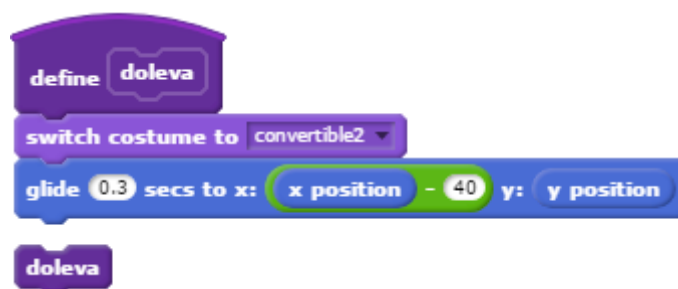 define doleva
switch costume to convertible2
glide 0.3 secs to x: x position - 40 y: y position
doleva